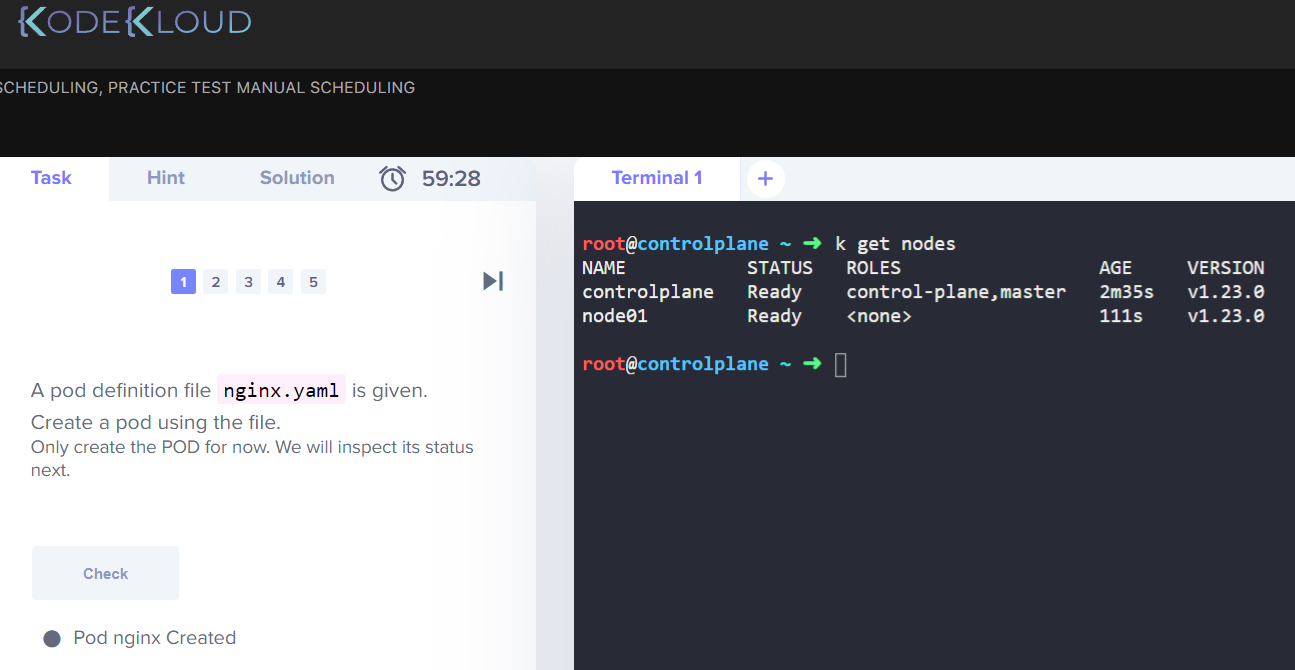 {KODE{KLOUD
SCHEDULING, PRACTICE TEST MANUAL SCHEDULING
Task Hint Solution 59:28
1 2 3 4 5
A pod definition file nginx.yaml is given.
Create a pod using the file.
Only create the POD for now. We will inspect its status
next.
Check
Pod nginx Created
Terminal 1 +
root@controlplane ~ ➜ k get nodes
NAME STATUS ROLES AGE VERSION
controlplane Ready control-plane,master 2m35s v1.23.0
node01 Ready <none> 111s v1.23.0
root@controlplane ~ ➜